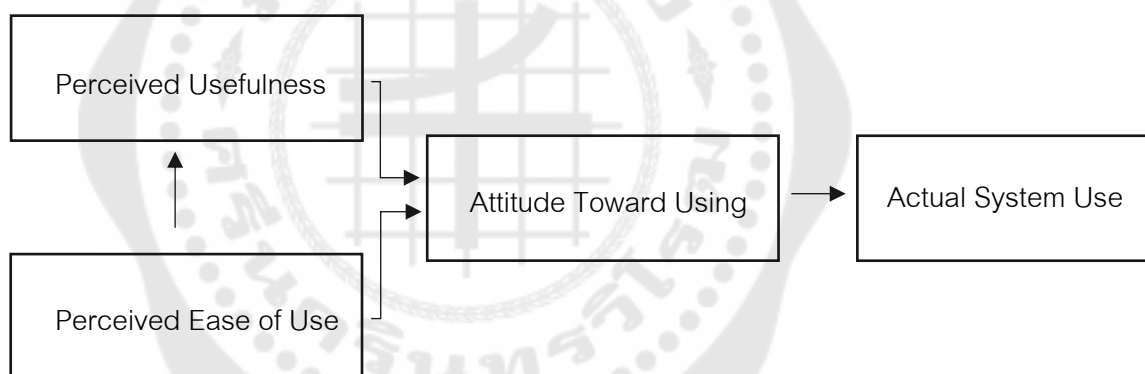 Perceived Usefulness
Attitude Toward Using
Actual System Use
Perceived Ease of Use